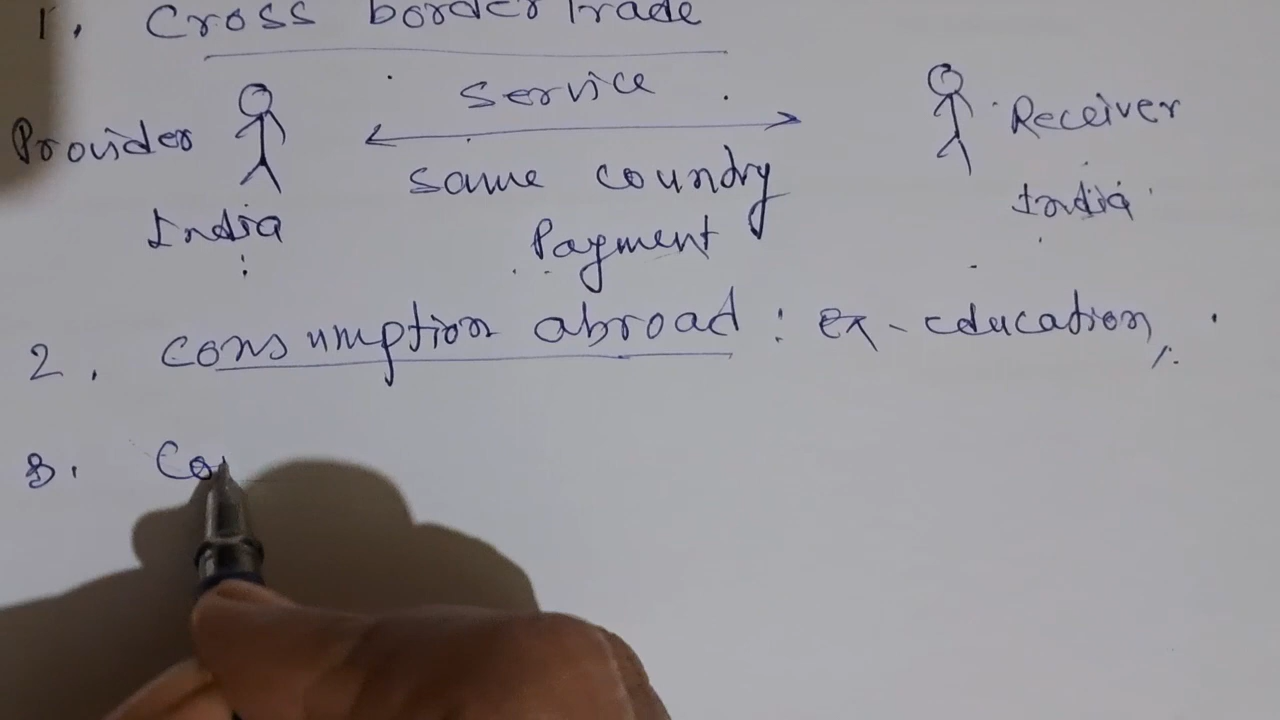 1. Cross border Trade
Service
Provider Receiver
same country
India Payment India
2. consumption abroad : ex - education
3. Co